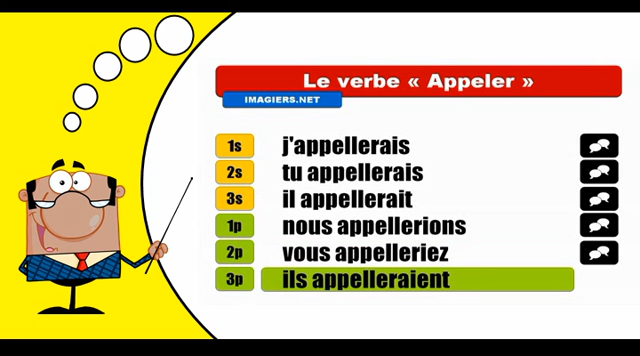 Le verbe « Appeler »
IMAGIERS.NET
1s j'appellerais
2s tu appellerais
3s il appellerait
1p nous appellerions
2p vous appelleriez
3p ils appelleraient